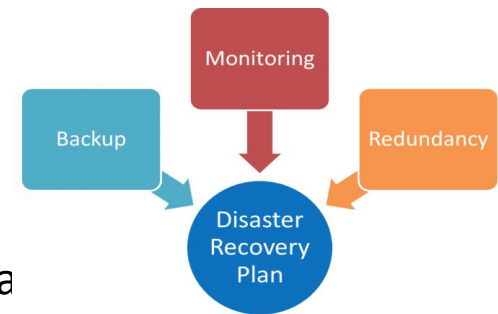 Monitoring
Backup
Redundancy
Disaster
Recovery
Plan
a